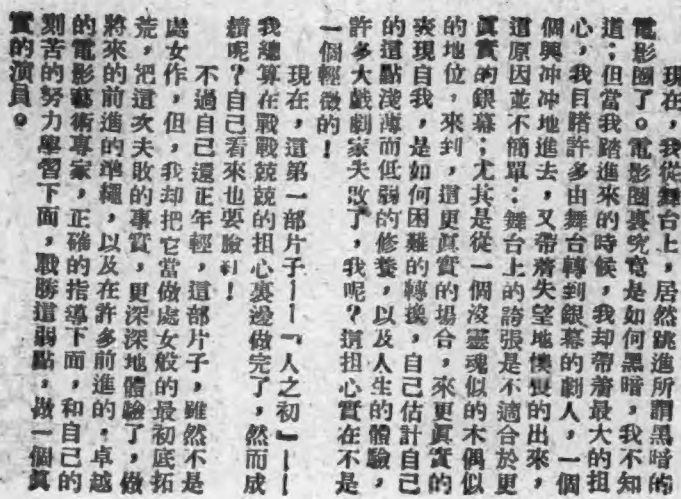 現在，我從舞台上，居然跳進所謂黑暗的
電影圈了。電影圈裏究竟是如何黑暗，我不知
道；但當我踏進來的時候，我却帶着最大的担
心，我目睹許多由舞台轉到銀幕的劇人，一個
個興冲冲地進去，又帶着失望地懊喪的出來，
這原因並不簡單：舞台上的誇張是不適合於更
眞實的銀幕；尤其是從一個沒靈魂似的木偶似
的地位，來到，這更眞實的場合，來更眞實的
表現自我，是如何困難的轉換，自己估計自己
的這點淺薄而低弱的修養，以及人生的體驗，
許多大戲劇家失敗了，我呢？這担心實在不是
一個輕微的！
現在，這第一部片子——『人之初』——
我總算在戰戰兢兢的担心裏邊做完了，然而成
績呢？自己看來也要臉紅！
不過自己還正年輕，這部片子，雖然不是
處女作，但，我却把它當做處女般的最初底拓
荒，把這次失敗的事實，更深深地體驗了，做
將來的前進的準繩，以及在許多前進的，卓越
的電影藝術專家，正確的指導下面，和自己的
刻苦的努力學習下面，戰勝這弱點，做一個眞
實的演員。